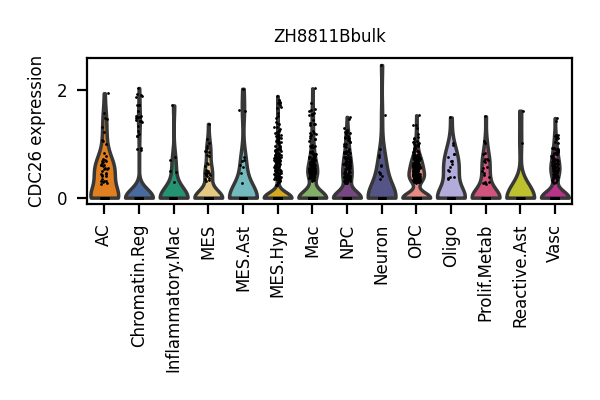 ZH8811Bbulk
CDC26 expression
2
0
AC
Chromatin.Reg
Inflammatory.Mac
MES
MES.Ast
MES.Hyp
Mac
NPC
Neuron
OPC
Oligo
Prolif.Metab
Reactive.Ast
Vasc